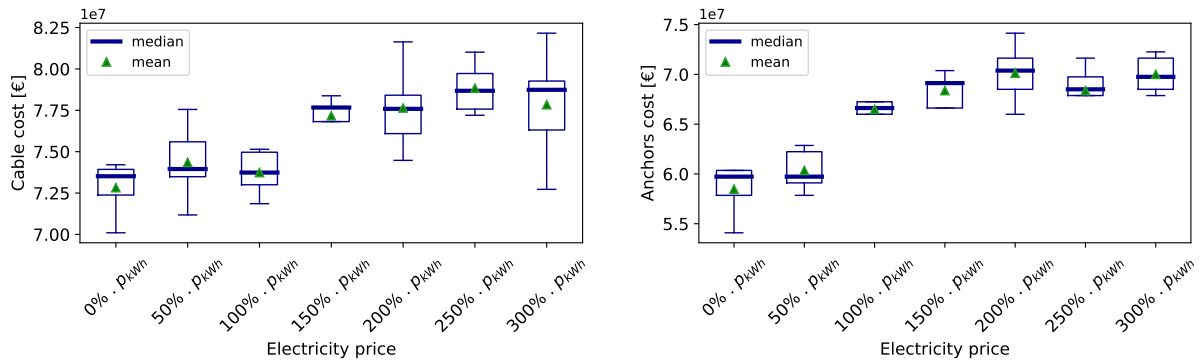 1e7
Cable cost [€]
8.25
8.00
7.75
7.50
7.25
7.00
median
mean
0% . pkWh
50% . pkWh
100% . pkWh
150% . pkWh
200% . pkWh
250% . pkWh
300% . pkWh
Electricity price
1e7
Anchors cost [€]
7.5
7.0
6.5
6.0
5.5
median
mean
0% . pkWh
50% . pkWh
100% . pkWh
150% . pkWh
200% . pkWh
250% . pkWh
300% . pkWh
Electricity price